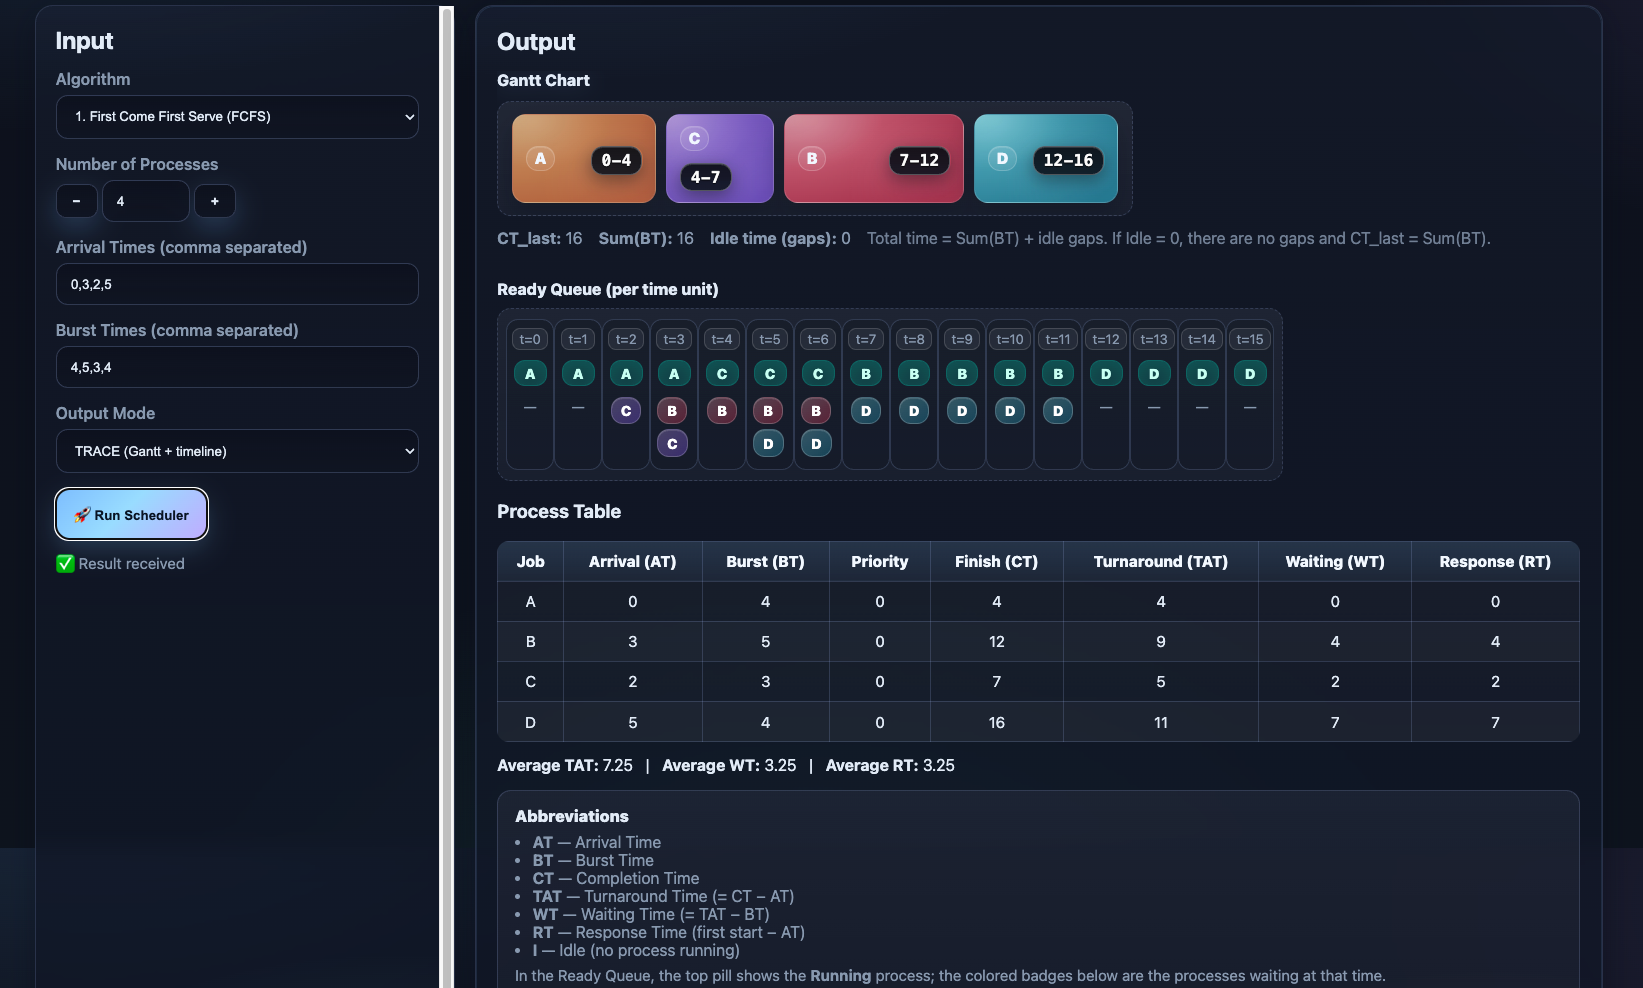 Input
Algorithm
1. First Come First Serve (FCFS)
Number of Processes
− 4 +
Arrival Times (comma separated)
0,3,2,5
Burst Times (comma separated)
4,5,3,4
Output Mode
TRACE (Gantt + timeline)
🚀 Run Scheduler
✅ Result received
Output
Gantt Chart
A 0–4 C 4–7 B 7–12 D 12–16
CT_last: 16 Sum(BT): 16 Idle time (gaps): 0 Total time = Sum(BT) + idle gaps. If Idle = 0, there are no gaps and CT_last = Sum(BT).
Ready Queue (per time unit)
t=0 t=1 t=2 t=3 t=4 t=5 t=6 t=7 t=8 t=9 t=10 t=11 t=12 t=13 t=14 t=15
A A A A C C C B B B B B D D D D
— — C B B B B D D D D D — — — —
C D D
Process Table
Job Arrival (AT) Burst (BT) Priority Finish (CT) Turnaround (TAT) Waiting (WT) Response (RT)
A 0 4 0 4 4 0 0
B 3 5 0 12 9 4 4
C 2 3 0 7 5 2 2
D 5 4 0 16 11 7 7
Average TAT: 7.25 | Average WT: 3.25 | Average RT: 3.25
Abbreviations
• AT — Arrival Time
• BT — Burst Time
• CT — Completion Time
• TAT — Turnaround Time (= CT − AT)
• WT — Waiting Time (= TAT − BT)
• RT — Response Time (first start − AT)
• I — Idle (no process running)
In the Ready Queue, the top pill shows the Running process; the colored badges below are the processes waiting at that time.